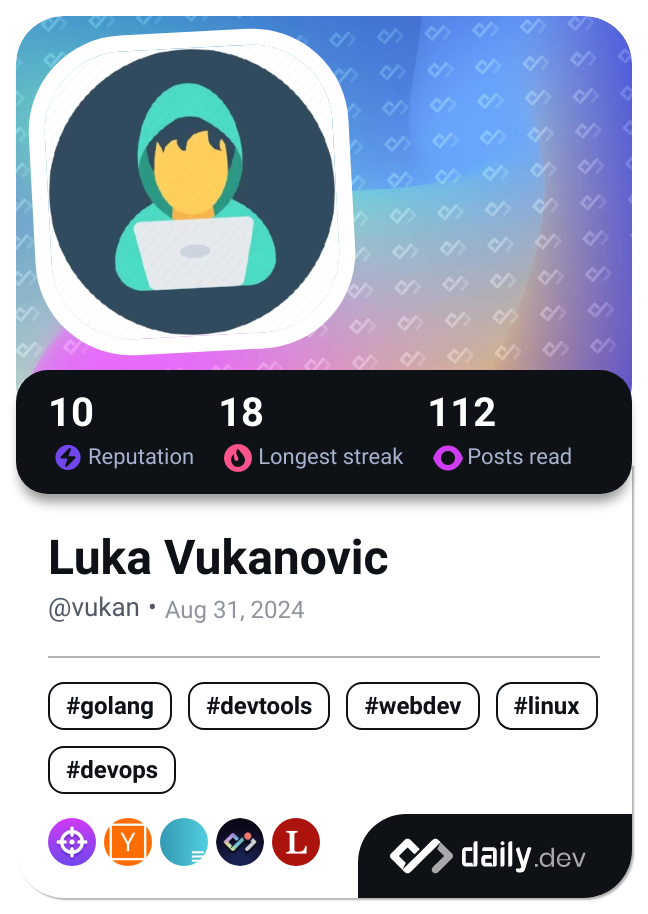 10 18 112
Reputation Longest streak Posts read
Luka Vukanovic
@vukan • Aug 31, 2024
#golang #devtools #webdev #linux
#devops
Y L daily.dev